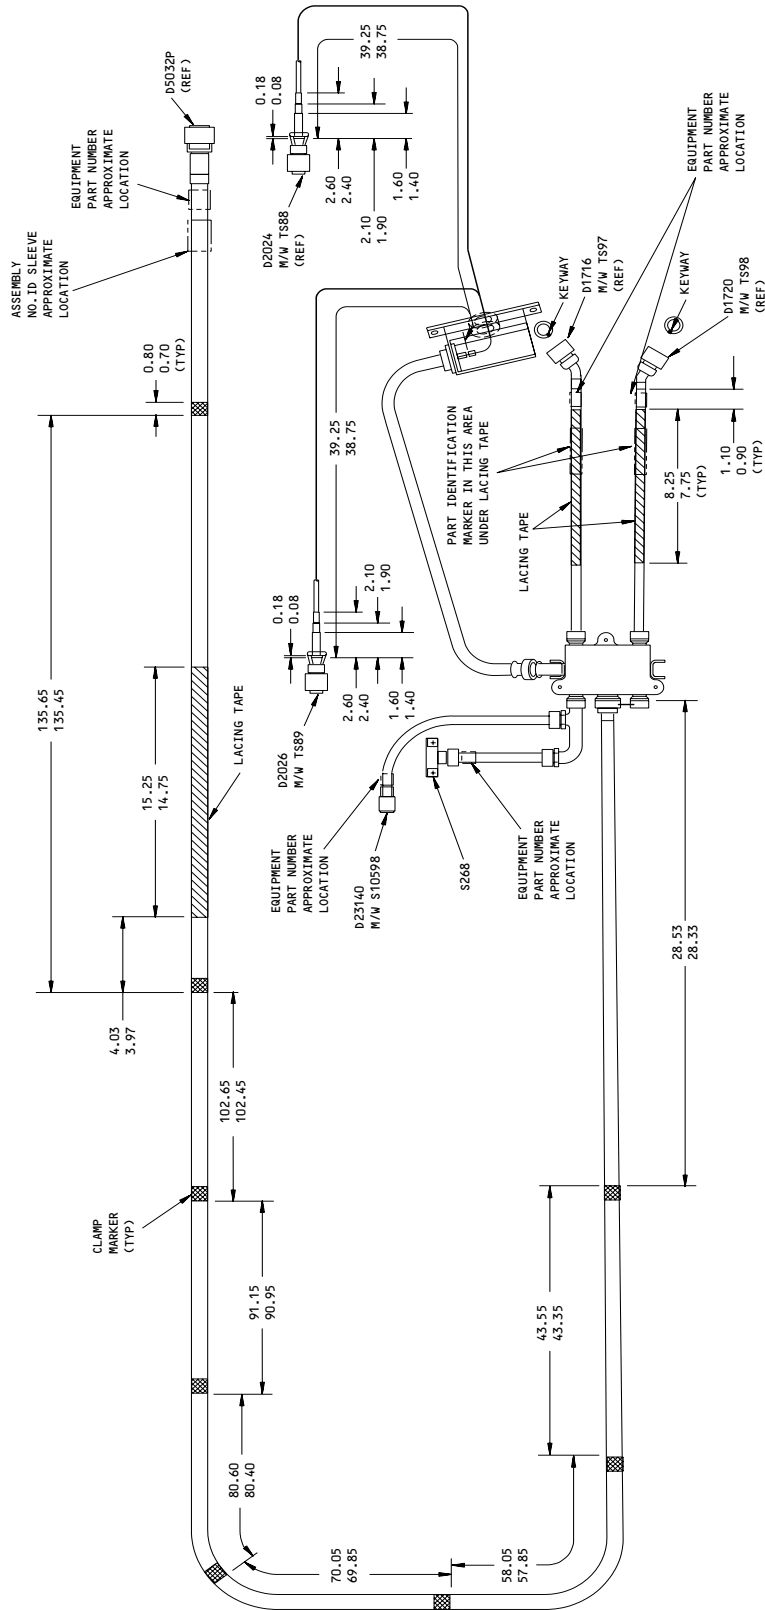 D5032P
(REF)
EQUIPMENT
PART NUMBER
APPROXIMATE
LOCATION
ASSEMBLY
NO.ID SLEEVE
APPROXIMATE
LOCATION
0.80
0.70
(TYP)
135.65
135.45
15.25
14.75
LACING TAPE
4.03
3.97
102.65
102.45
CLAMP
MARKER
(TYP)
91.15
90.95
80.60
80.40
70.05
69.85
58.05
57.85
43.55
43.35
28.53
28.33
39.25
38.75
0.18
0.08
D2024
M/W TS88
(REF)
2.60
2.40
2.10
1.90
1.60
1.40
39.25
38.75
0.18
0.08
2.10
1.90
D2026
M/W TS89
2.60
2.40
1.60
1.40
EQUIPMENT
PART NUMBER
APPROXIMATE
LOCATION
D23140
M/W S10598
S268
EQUIPMENT
PART NUMBER
APPROXIMATE
LOCATION
PART IDENTIFICATION
MARKER IN THIS AREA
UNDER LACING TAPE
LACING TAPE
KEYWAY
D1716
M/W TS97
(REF)
EQUIPMENT
PART NUMBER
APPROXIMATE
LOCATION
KEYWAY
D1720
M/W TS98
(REF)
8.25
7.75
(TYP)
1.10
0.90
(TYP)